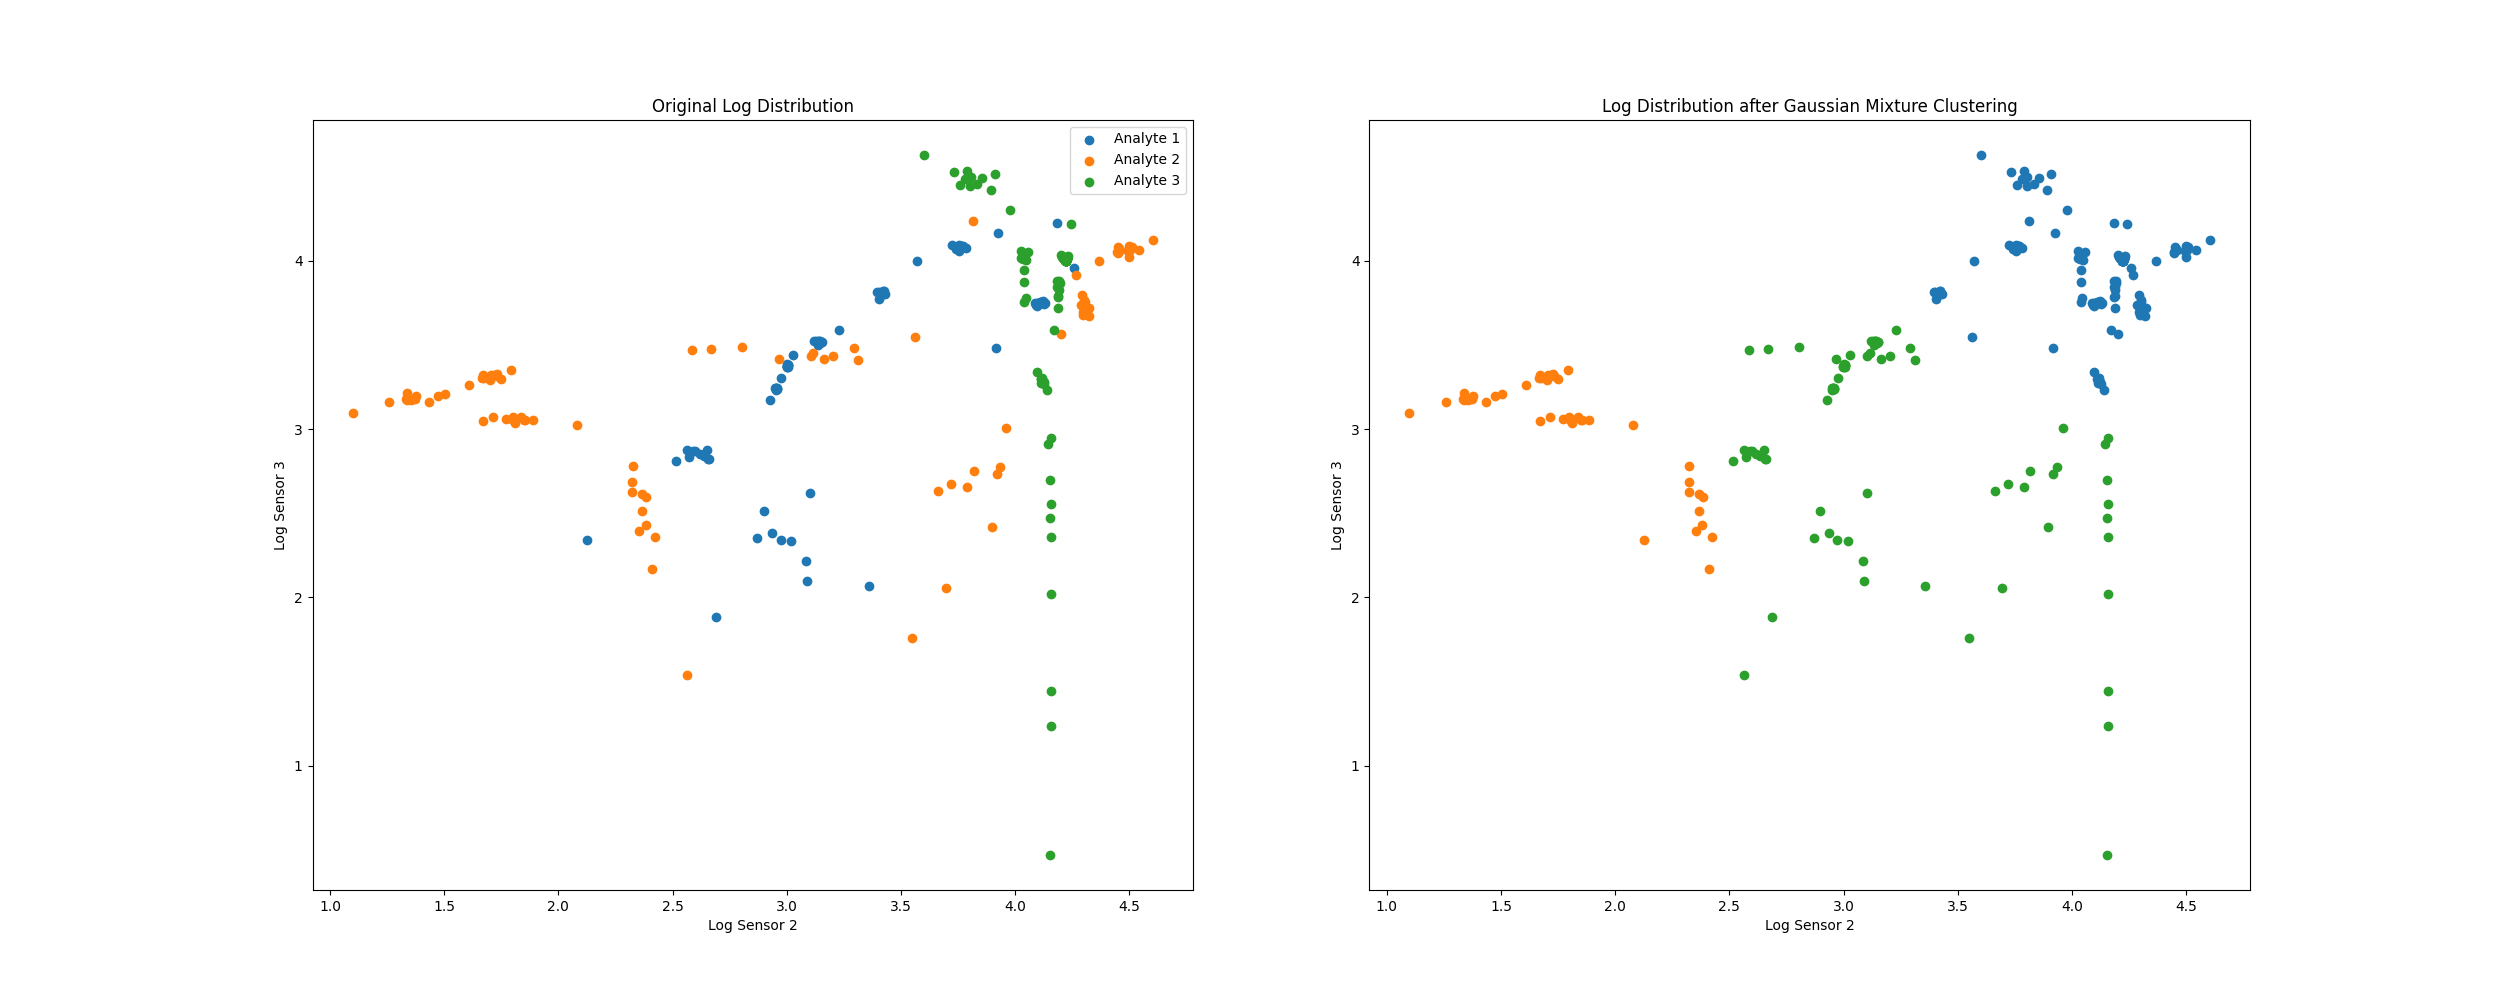 Original Log Distribution
Analyte 1
Analyte 2
Analyte 3
4
3
2
1
Log Sensor 3
1.0 1.5 2.0 2.5 3.0 3.5 4.0 4.5
Log Sensor 2
Log Distribution after Gaussian Mixture Clustering
4
3
2
1
Log Sensor 3
1.0 1.5 2.0 2.5 3.0 3.5 4.0 4.5
Log Sensor 2